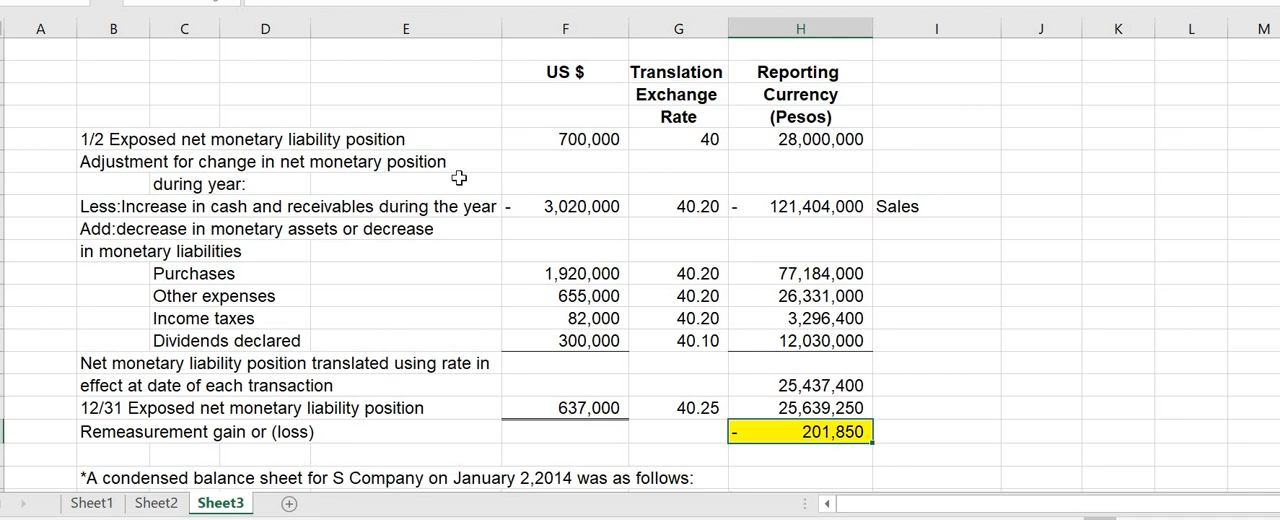 A B C D E F G H I J K L M
US $ Translation Reporting
Exchange Currency
Rate (Pesos)
1/2 Exposed net monetary liability position 700,000 40 28,000,000
Adjustment for change in net monetary position
during year:
Less:Increase in cash and receivables during the year - 3,020,000 40.20 - 121,404,000 Sales
Add:decrease in monetary assets or decrease
in monetary liabilities
Purchases 1,920,000 40.20 77,184,000
Other expenses 655,000 40.20 26,331,000
Income taxes 82,000 40.20 3,296,400
Dividends declared 300,000 40.10 12,030,000
Net monetary liability position translated using rate in
effect at date of each transaction 25,437,400
12/31 Exposed net monetary liability position 637,000 40.25 25,639,250
Remeasurement gain or (loss) - 201,850
*A condensed balance sheet for S Company on January 2,2014 was as follows:
Sheet1 Sheet2 Sheet3